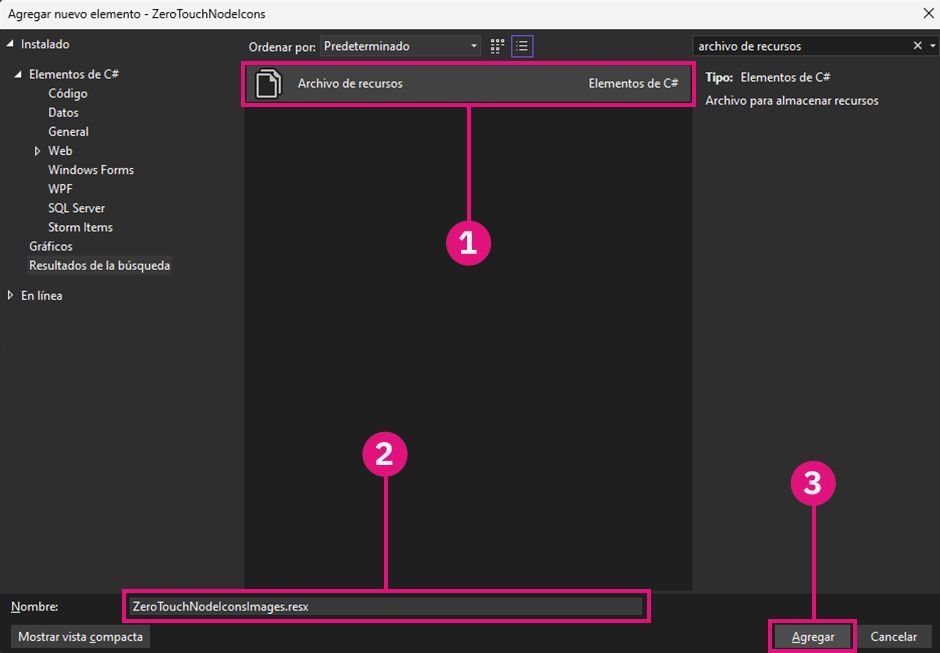 Agregar nuevo elemento - ZeroTouchNodeIcons
Instalado
Elementos de C#
Código
Datos
General
Web
Windows Forms
WPF
SQL Server
Storm Items
Gráficos
Resultados de la búsqueda
En línea
Ordenar por: Predeterminado
Archivo de recursos Elementos de C#
1
2
3
archivo de recursos
Tipo: Elementos de C#
Archivo para almacenar recursos
Nombre: ZeroTouchNodeIconsImages.resx
Mostrar vista compacta
Agregar
Cancelar